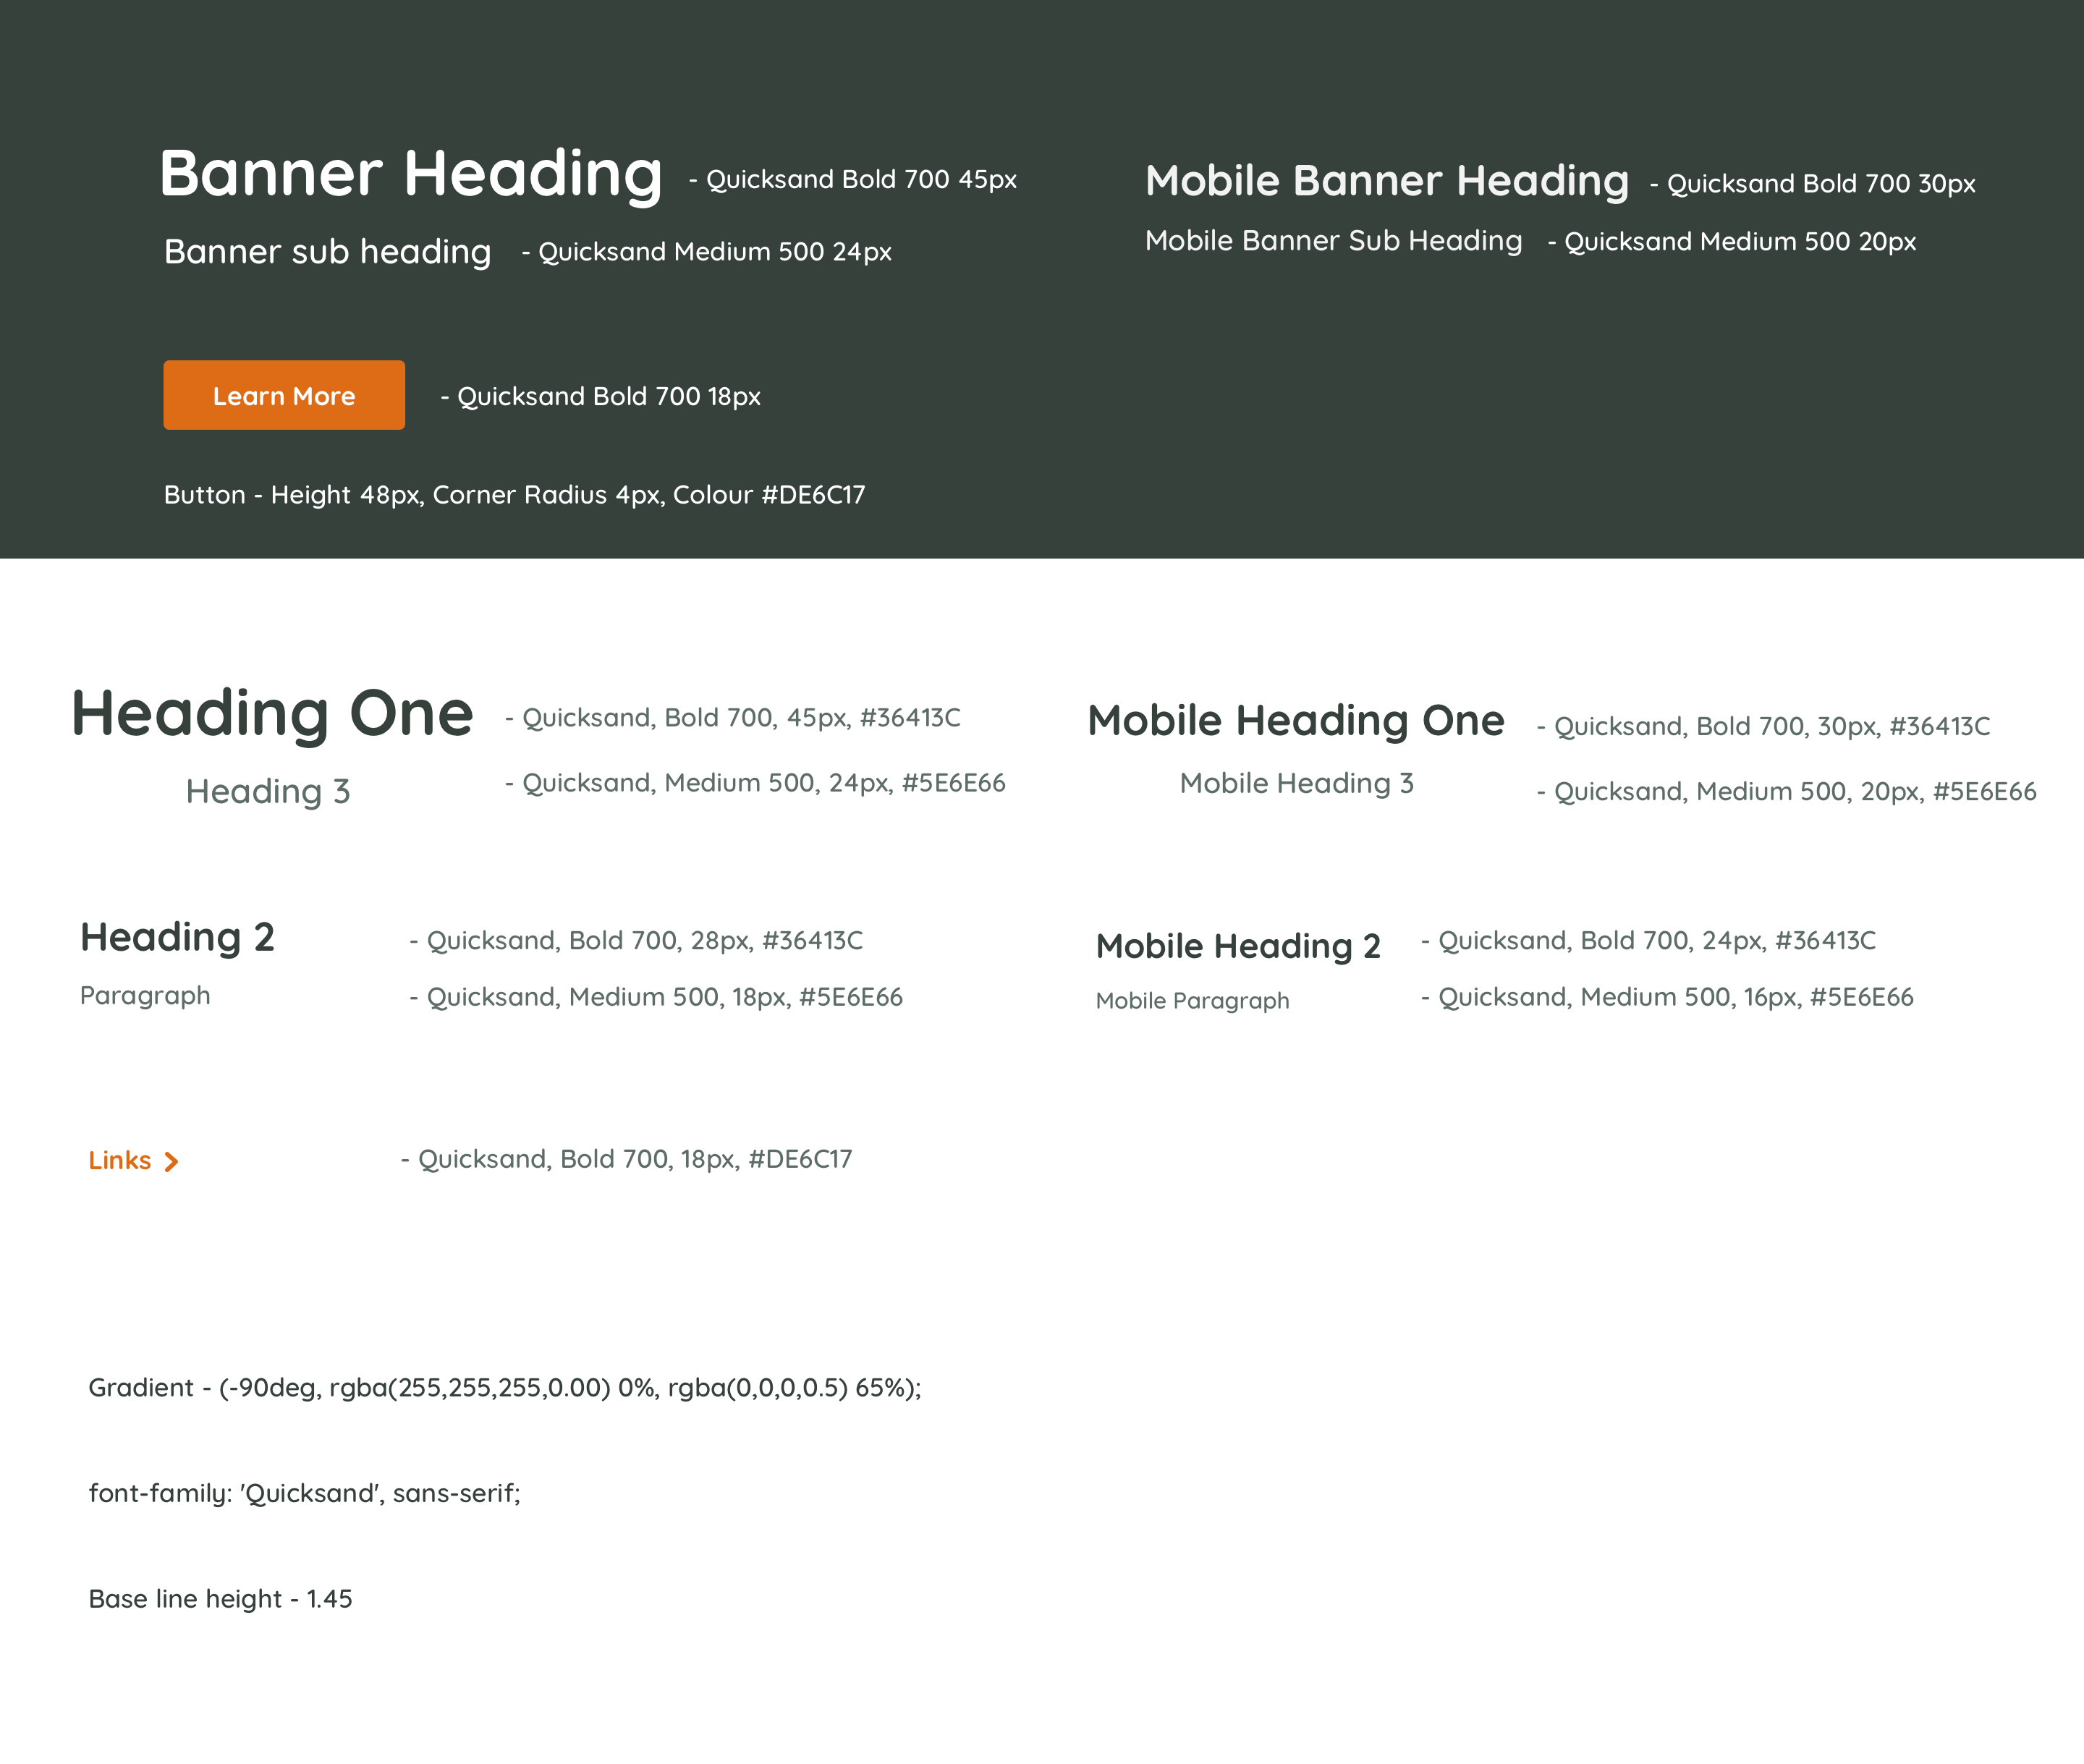 Banner Heading - Quicksand Bold 700 45px
Banner sub heading - Quicksand Medium 500 24px
Mobile Banner Heading - Quicksand Bold 700 30px
Mobile Banner Sub Heading - Quicksand Medium 500 20px
Learn More - Quicksand Bold 700 18px
Button - Height 48px, Corner Radius 4px, Colour #DE6C17
Heading One - Quicksand, Bold 700, 45px, #36413C
Heading 3 - Quicksand, Medium 500, 24px, #5E6E66
Mobile Heading One - Quicksand, Bold 700, 30px, #36413C
Mobile Heading 3 - Quicksand, Medium 500, 20px, #5E6E66
Heading 2 - Quicksand, Bold 700, 28px, #36413C
Paragraph - Quicksand, Medium 500, 18px, #5E6E66
Mobile Heading 2 - Quicksand, Bold 700, 24px, #36413C
Mobile Paragraph - Quicksand, Medium 500, 16px, #5E6E66
Links - Quicksand, Bold 700, 18px, #DE6C17
Gradient - (-90deg, rgba(255,255,255,0.00) 0%, rgba(0,0,0,0.5) 65%);
font-family: 'Quicksand', sans-serif;
Base line height - 1.45